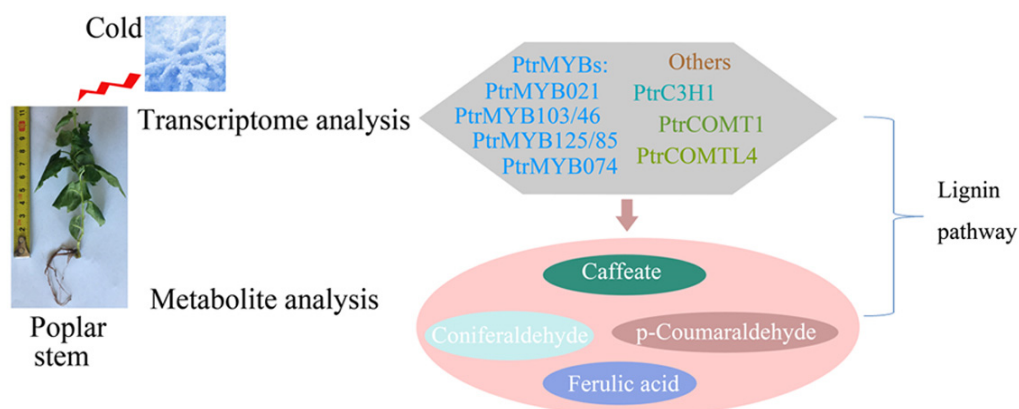 Cold
Transcriptome analysis
Metabolite analysis
Poplar
stem
PtrMYBs:
PtrMYB021
PtrMYB103/46
PtrMYB125/85
PtrMYB074
Others
PtrC3H1
PtrCOMT1
PtrCOMTL4
Caffeate
Coniferaldehyde
p-Coumaraldehyde
Ferulic acid
Lignin
pathway